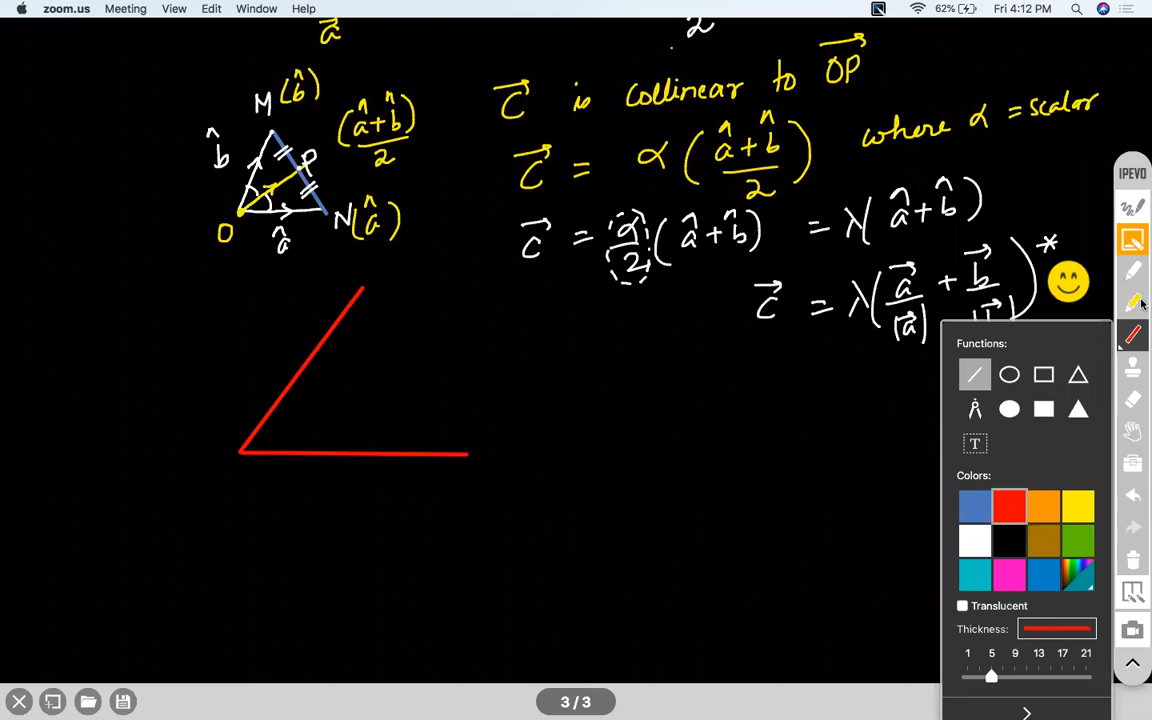 zoom.us Meeting View Edit Window Help 62% Fri 4:12 PM
a⃗
2
M (b̂)
b̂
(â+b̂)/2
P
O
N(â)
â
c⃗ is collinear to OP⃗
c⃗ = α (â+b̂)/2 where α = scalar
c⃗ = α/2 (â+b̂) = λ(â+b̂)
c⃗ = λ(a⃗/|a⃗| + b⃗/|b⃗|)*
IPEVO
Functions:
T
Colors:
Translucent
Thickness:
1 5 9 13 17 21
3 / 3